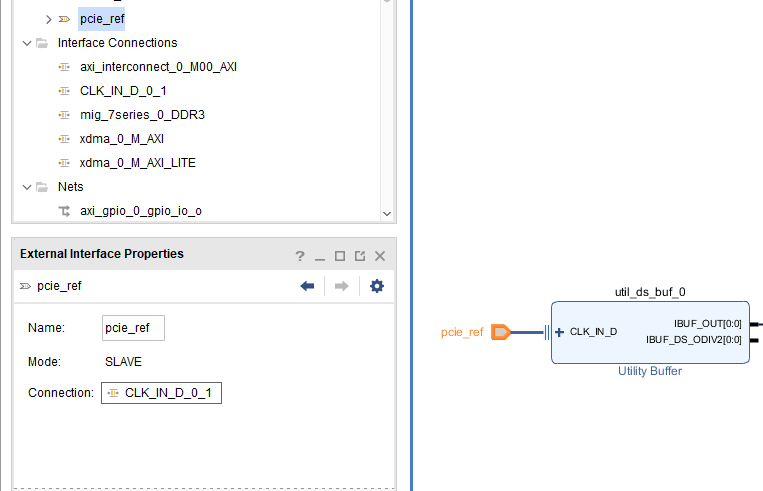 pcie_ref
Interface Connections
axi_interconnect_0_M00_AXI
CLK_IN_D_0_1
mig_7series_0_DDR3
xdma_0_M_AXI
xdma_0_M_AXI_LITE
Nets
axi_gpio_0_gpio_io_o
External Interface Properties
pcie_ref
Name: pcie_ref
Mode: SLAVE
Connection: CLK_IN_D_0_1
util_ds_buf_0
pcie_ref
CLK_IN_D
IBUF_OUT[0:0]
IBUF_DS_ODIV2[0:0]
Utility Buffer